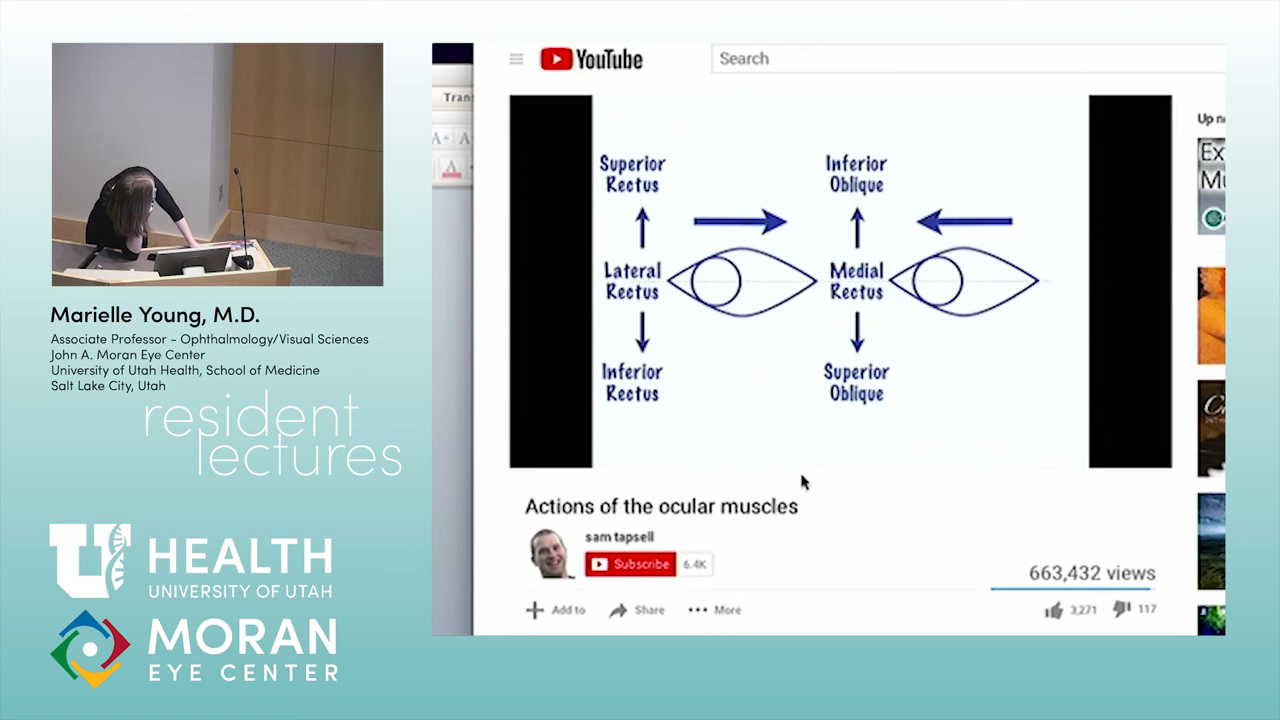 Marielle Young, M.D.
Associate Professor - Ophthalmology/Visual Sciences
John A. Moran Eye Center
University of Utah Health, School of Medicine
Salt Lake City, Utah
resident
lectures
U HEALTH
UNIVERSITY OF UTAH
MORAN
EYE CENTER
YouTube
Search
Superior
Rectus
Inferior
Oblique
Lateral
Rectus
Medial
Rectus
Inferior
Rectus
Superior
Oblique
Actions of the ocular muscles
sam tapsell
Subscribe 6.4K
663,432 views
Add to Share More
3,271 117